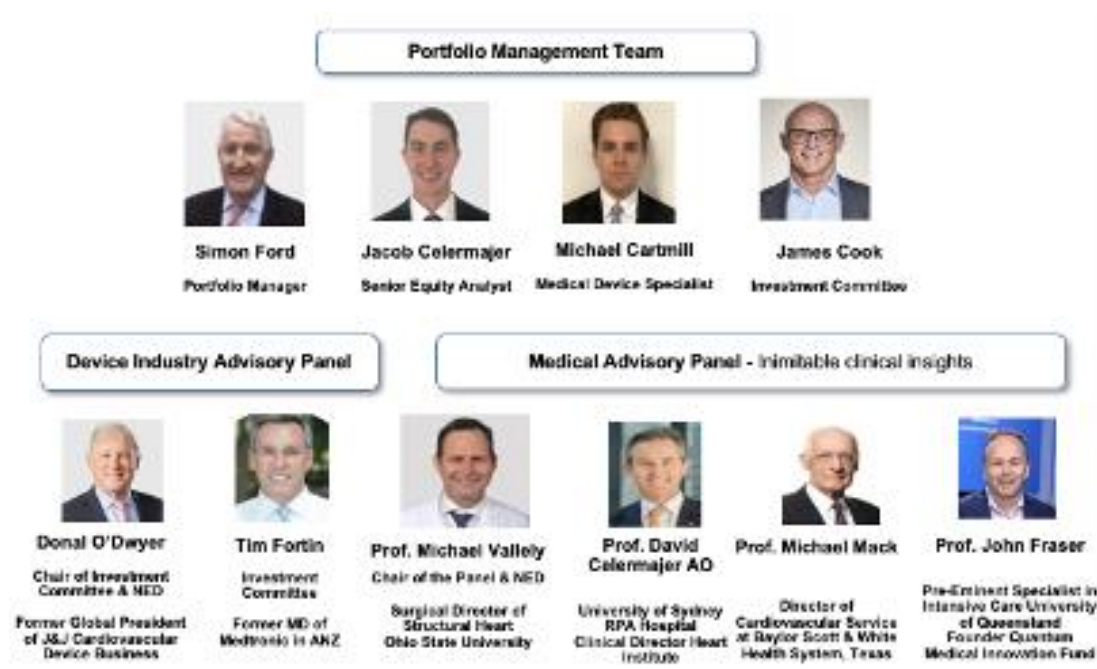 Portfolio Management Team
Simon Ford
Portfolio Manager
Jacob Celermajer
Senior Equity Analyst
Michael Cartmill
Medical Device Specialist
James Cook
Investment Committee
Device Industry Advisory Panel
Donal O'Dwyer
Chair of Investment
Committee & NED
Former Global President
of J&J Cardiovascular
Device Business
Tim Fortin
Investment
Committee
Former MD of
Medtronic in ANZ
Medical Advisory Panel - Inimitable clinical insights
Prof. Michael Vallely
Chair of the Panel & NED
Surgical Director of
Structural Heart
Ohio State University
Prof. David
Celermajer AO
University of Sydney
RPA Hospital
Clinical Director Heart
Institute
Prof. Michael Mack
Director of
Cardiovascular Service
at Baylor Scott & White
Health System, Texas
Prof. John Fraser
Pre-Eminent Specialist in
Intensive Care University
of Queensland
Founder Quantum
Medical Innovation Fund